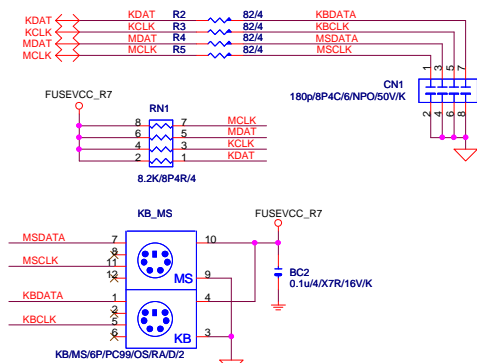 KDAT KDAT R2 82/4 KBDATA
KCLK KCLK R3 82/4 KBCLK
MDAT MDAT R4 82/4 MSDATA
MCLK MCLK R5 82/4 MSCLK
1 3 5 7
CN1
180p/8P4C/6/NPO/50V/K
2 4 6 8
FUSEVCC_R7
RN1
8 7 MCLK
6 5 MDAT
4 3 KCLK
2 1 KDAT
8.2K/8P4R/4
KB_MS
FUSEVCC_R7
MSDATA 7 10
8
MSCLK 11
12 MS 9
BC2
0.1u/4/X7R/16V/K
KBDATA 1 4
2
KBCLK 5
6 KB 3
KB/MS/6P/PC99/OS/RA/D/2